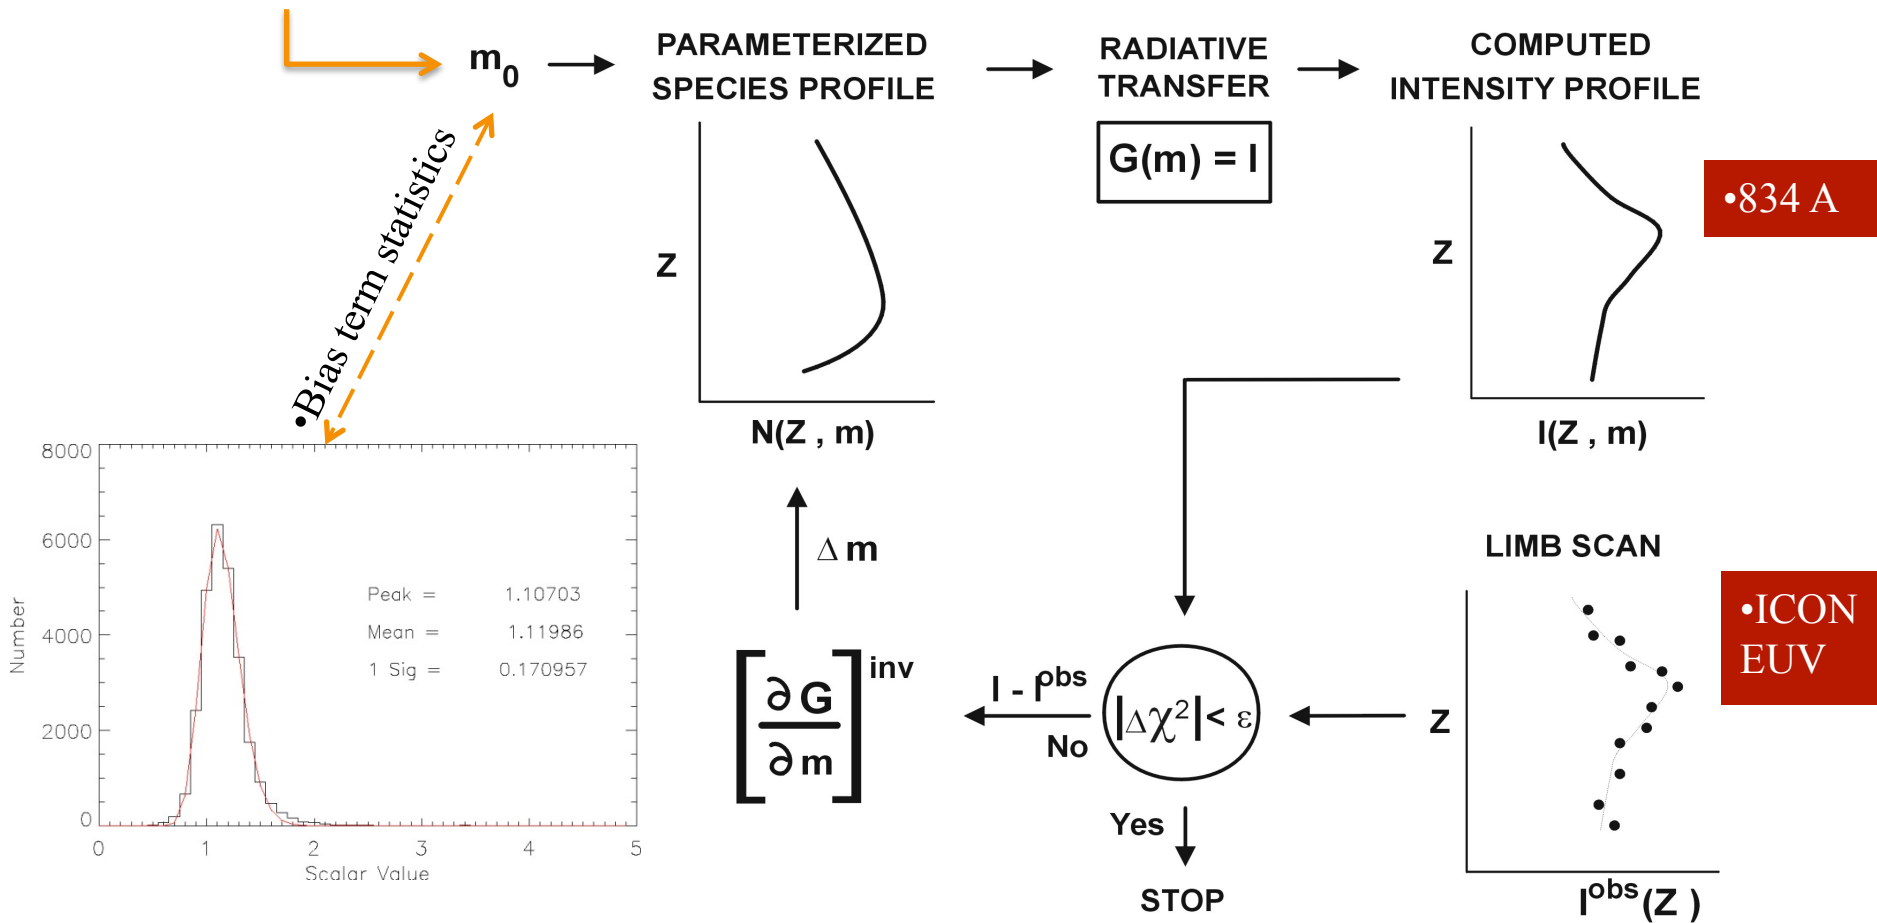 m0
PARAMETERIZED
SPECIES PROFILE
RADIATIVE
TRANSFER
G(m) = I
COMPUTED
INTENSITY PROFILE
•834 A
•Bias term statistics
Z
N(Z , m)
Z
I(Z , m)
8000
6000
4000
2000
0
Number
Peak = 1.10703
Mean = 1.11986
1 Sig = 0.170957
0 1 2 3 4 5
Scalar Value
Δ m
[∂G/∂m]inv
I - Iobs
No
|Δχ²|< ε
Yes
STOP
LIMB SCAN
•ICON
EUV
Z
Iobs(Z )